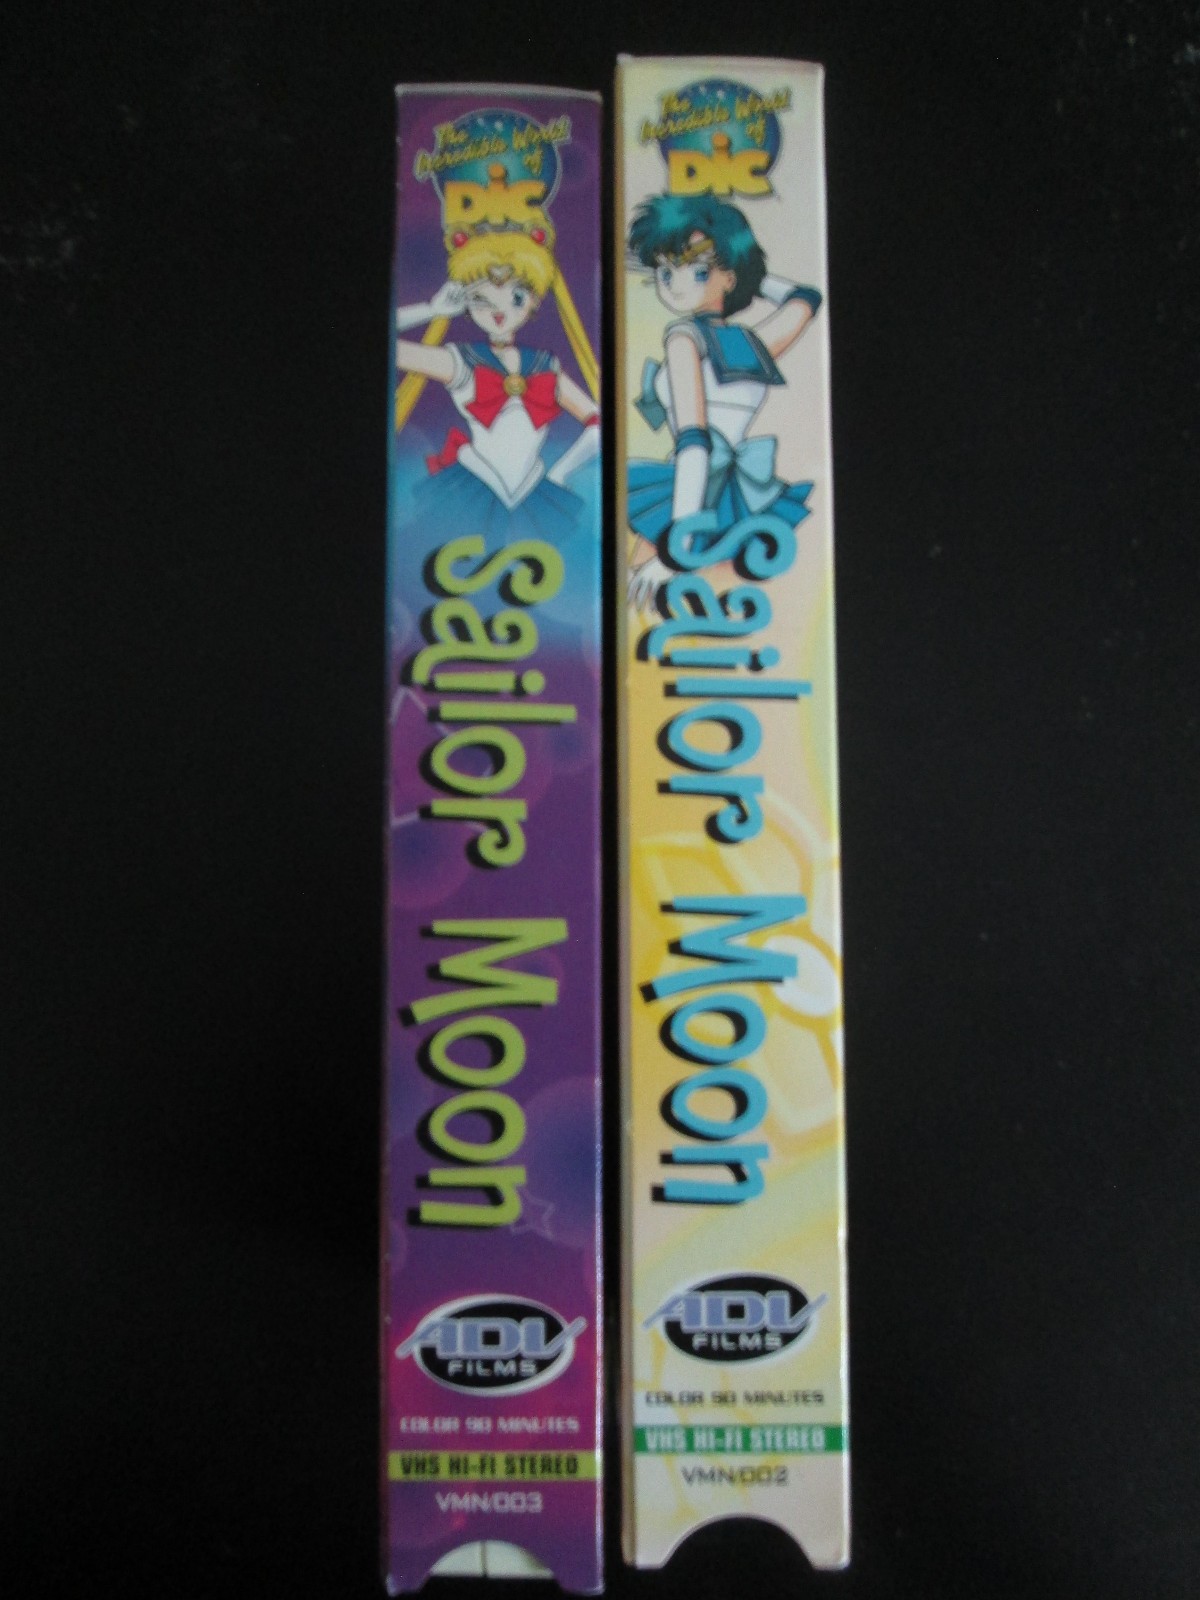 The
Incredible World
of
DiC
Sailor Moon
ADV
FILMS
COLOR 90 MINUTES
VHS HI-FI STEREO
VMN/003
The
Incredible World
of
DiC
Sailor Moon
ADV
FILMS
COLOR 90 MINUTES
VHS HI-FI STEREO
VMN/002